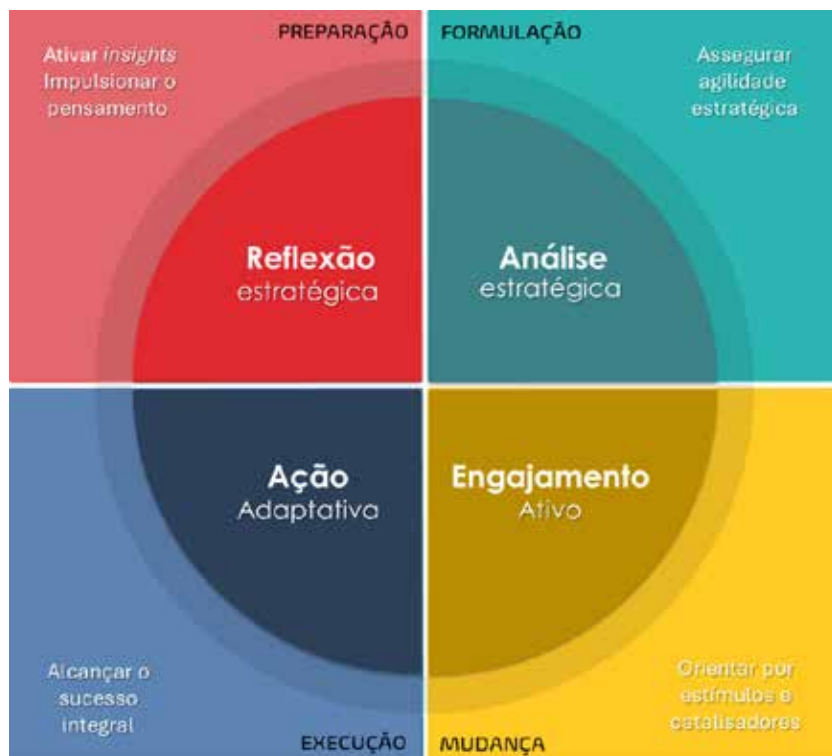 PREPARAÇÃO
Ativar insights
Impulsionar o
pensamento
Reflexão
estratégica
FORMULAÇÃO
Assegurar
agilidade
estratégica
Análise
estratégica
Ação
Adaptativa
Alcançar o
sucesso
integral
EXECUÇÃO
Engajamento
Ativo
Orientar por
estímulos e
catalisadores
MUDANÇA